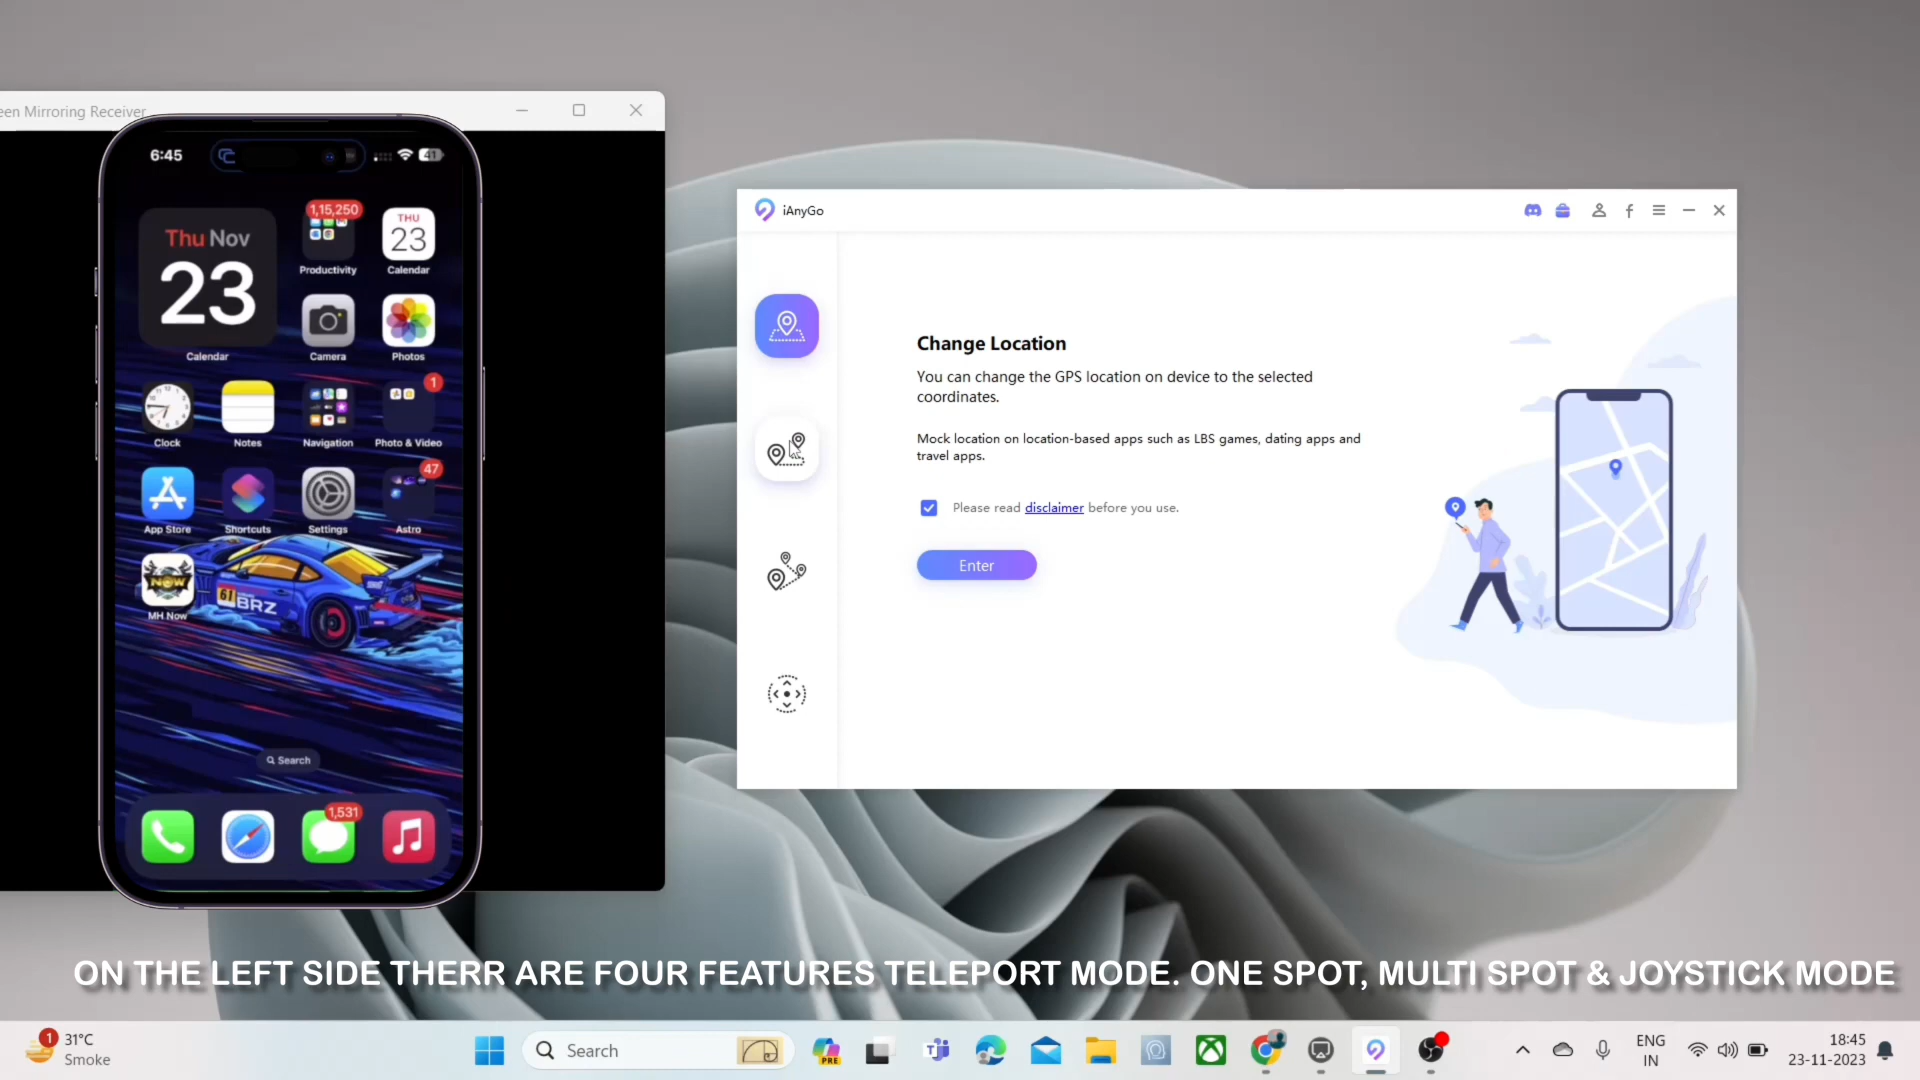 een Mirroring Receiver
6:45
41
Thu Nov
23
Calendar
1,15,250
Productivity
THU
23
Calendar
Camera
Photos
Clock
Notes
Navigation
1
Photo & Video
App Store
Shortcuts
Settings
47
Astro
NOW
MH Now
61
BRZ
Search
1,531
iAnyGo
Change Location
You can change the GPS location on device to the selected
coordinates.
Mock location on location-based apps such as LBS games, dating apps and
travel apps.
Please read disclaimer before you use.
Enter
ON THE LEFT SIDE THERR ARE FOUR FEATURES TELEPORT MODE. ONE SPOT, MULTI SPOT & JOYSTICK MODE
1
31°C
Smoke
Search
PRE
ENG
IN
18:45
23-11-2023